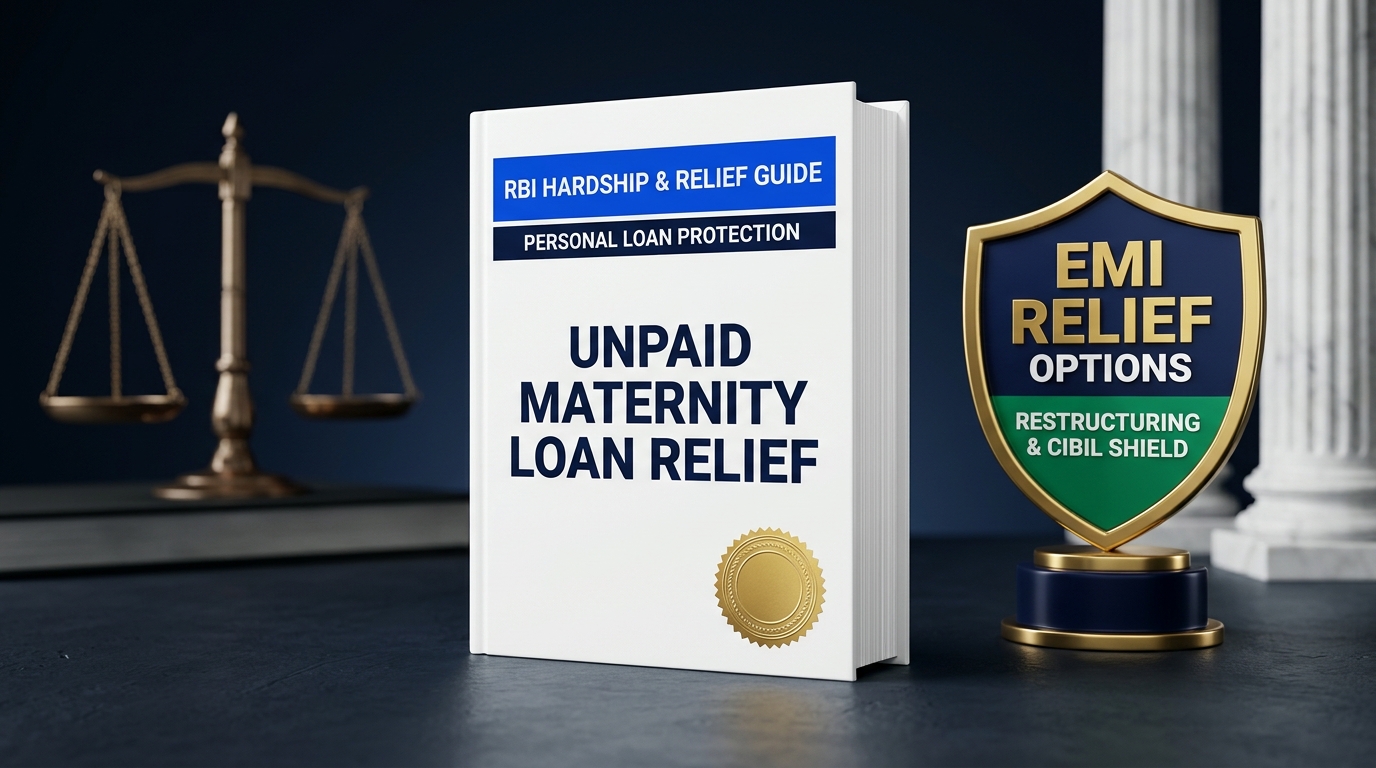 RBI HARDSHIP & RELIEF GUIDE
PERSONAL LOAN PROTECTION
UNPAID
MATERNITY
LOAN RELIEF
EMI
RELIEF
OPTIONS
RESTRUCTURING
& CIBIL SHIELD